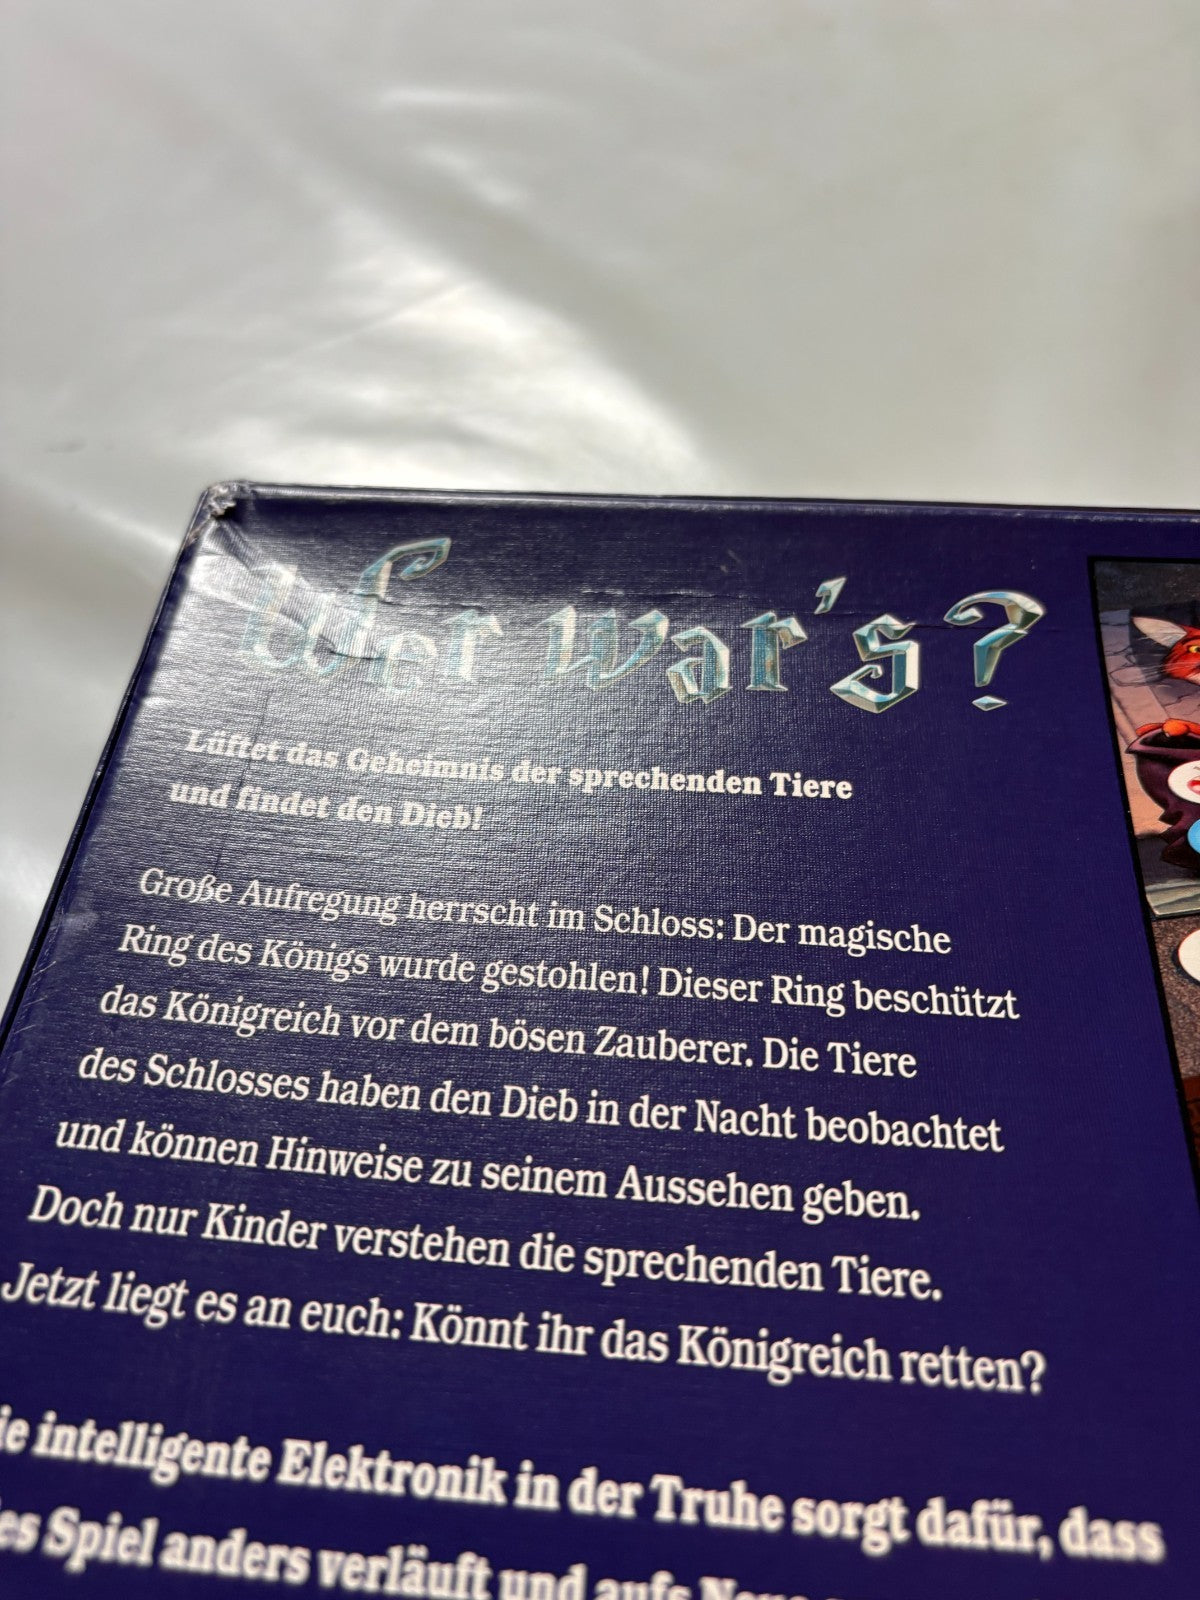 Wer war's?
Lüftet das Geheimnis der sprechenden Tiere
und findet den Dieb!
Große Aufregung herrscht im Schloss: Der magische
Ring des Königs wurde gestohlen! Dieser Ring beschützt
das Königreich vor dem bösen Zauberer. Die Tiere
des Schlosses haben den Dieb in der Nacht beobachtet
und können Hinweise zu seinem Aussehen geben.
Doch nur Kinder verstehen die sprechenden Tiere.
Jetzt liegt es an euch: Könnt ihr das Königreich retten?
ie intelligente Elektronik in der Truhe sorgt dafür, dass
es Spiel anders verläuft und aufs